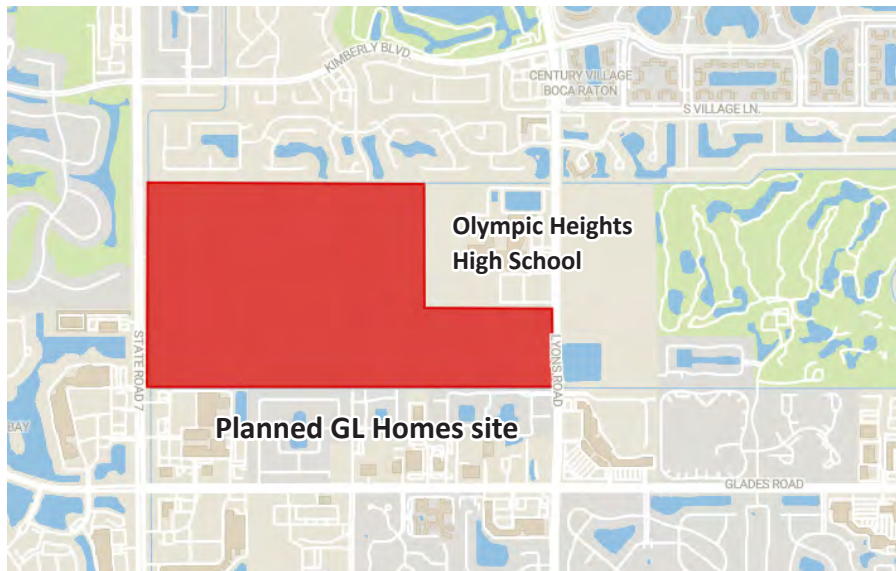 KIMBERLY BLVD.
CENTURY VILLAGE
BOCA RATON
S VILLAGE LN.
Olympic Heights
High School
STATE ROAD 7
LYONS ROAD
BAY
Planned GL Homes site
GLADES ROAD